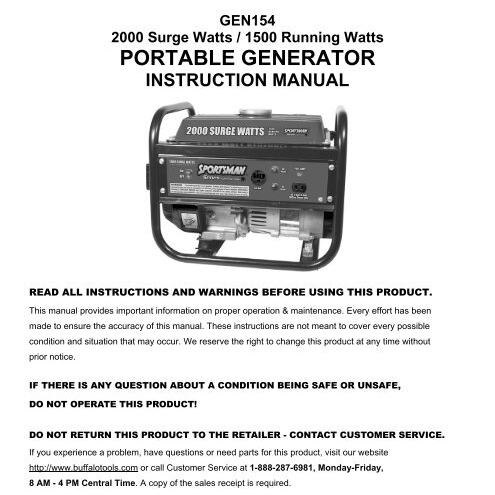 GEN154
2000 Surge Watts / 1500 Running Watts
PORTABLE GENERATOR
INSTRUCTION MANUAL
2000 SURGE WATTS
SPORTSMAN
READ ALL INSTRUCTIONS AND WARNINGS BEFORE USING THIS PRODUCT.
This manual provides important information on proper operation & maintenance. Every effort has been
made to ensure the accuracy of this manual. These instructions are not meant to cover every possible
condition and situation that may occur. We reserve the right to change this product at any time without
prior notice.
IF THERE IS ANY QUESTION ABOUT A CONDITION BEING SAFE OR UNSAFE,
DO NOT OPERATE THIS PRODUCT!
DO NOT RETURN THIS PRODUCT TO THE RETAILER - CONTACT CUSTOMER SERVICE.
If you experience a problem, have questions or need parts for this product, visit our website
http://www.buffalotools.com or call Customer Service at 1-888-287-6981, Monday-Friday,
8 AM - 4 PM Central Time. A copy of the sales receipt is required.